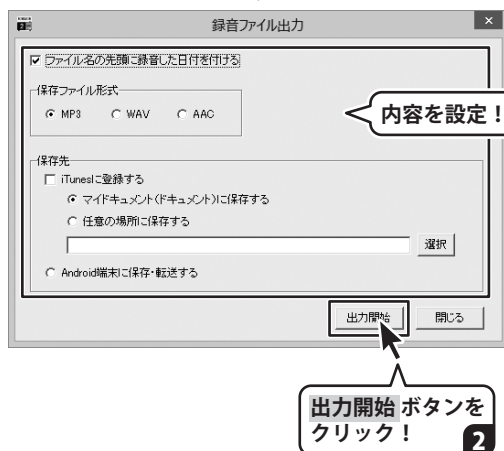 録音ファイル出力
ファイル名の先頭に録音した日付を付ける
保存ファイル形式
MP3 WAV AAC
内容を設定！
保存先
iTunesに登録する
マイドキュメント(ドキュメント)に保存する
任意の場所に保存する
選択
Android端末に保存・転送する
出力開始 閉じる
出力開始 ボタンを
クリック！
2